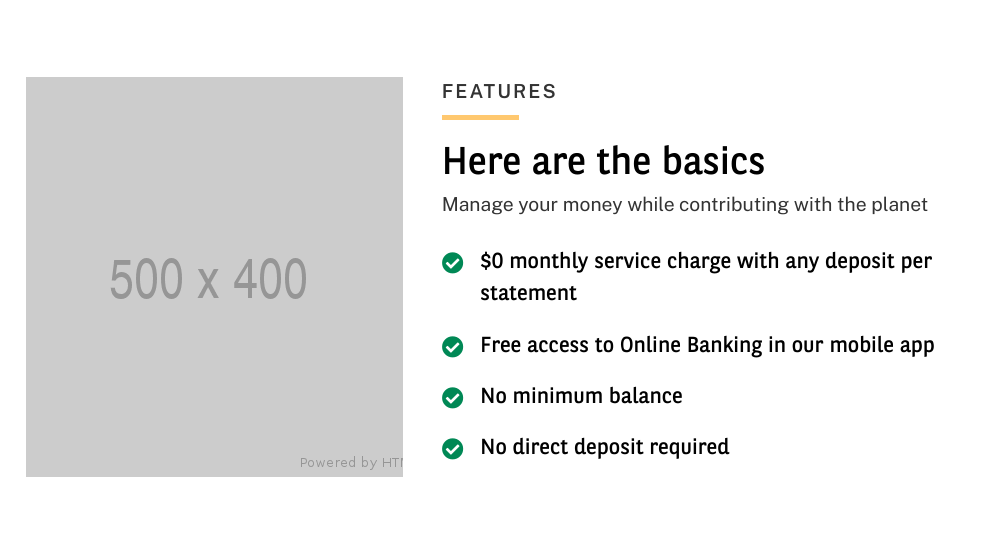 FEATURES
Here are the basics
Manage your money while contributing with the planet
$0 monthly service charge with any deposit per
statement
Free access to Online Banking in our mobile app
No minimum balance
No direct deposit required
500 x 400
Powered by